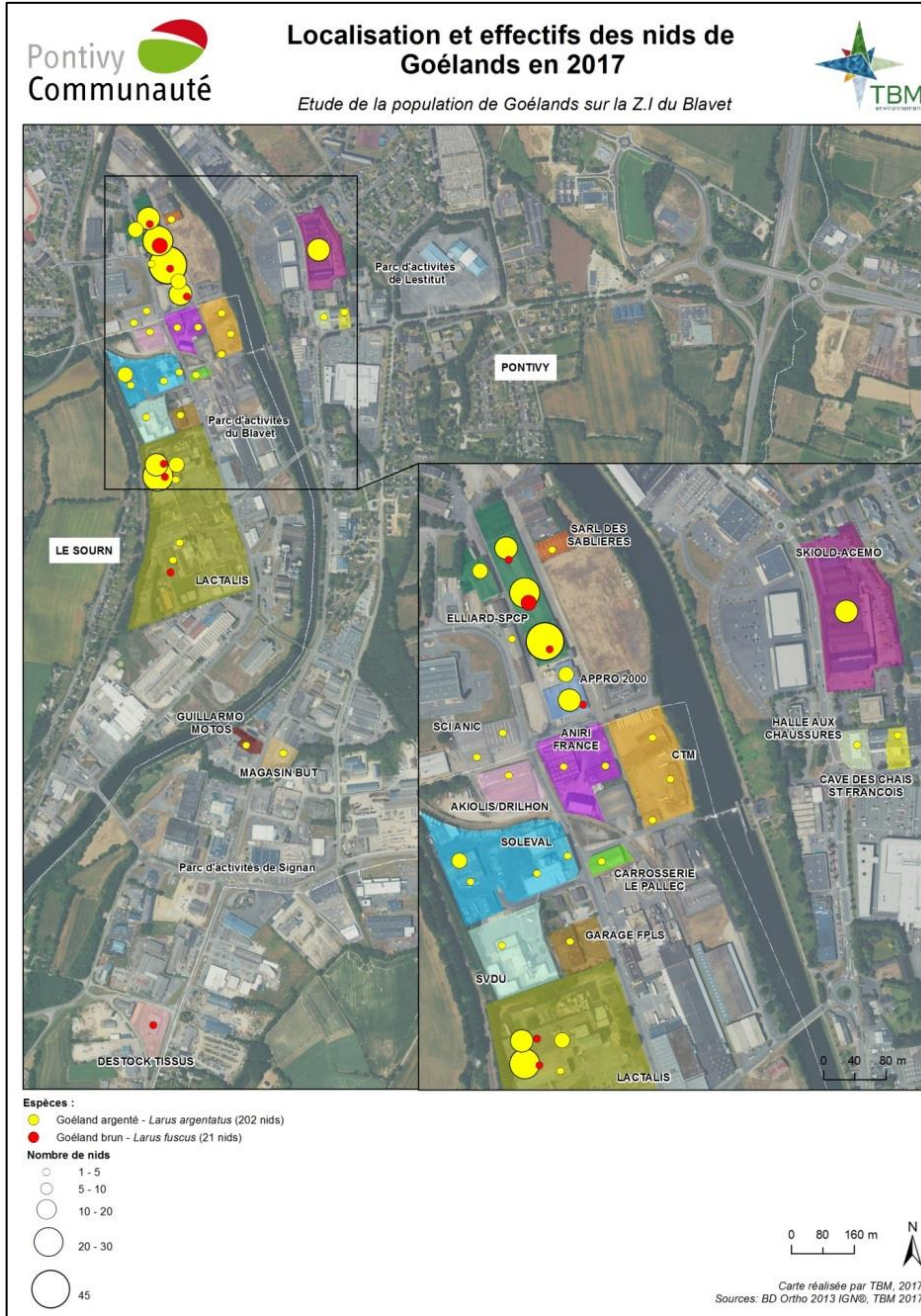 Pontivy
Communauté
Localisation et effectifs des nids de
Goélands en 2017
Etude de la population de Goélands sur la Z.I du Blavet
TBM
environnement
Parc d'activités
de Lestitut
PONTIVY
Parc d'activités
du Blavet
LE SOURN
LACTALIS
GUILLARMO
MOTOS
MAGASIN BUT
Parc d'activités de Signan
DESTOCK TISSUS
SARL DES
SABLIERES
SKIOLD-ACEMO
ELLIARD-SPCP
APPRO 2000
SCI ANIC
ANIRI
FRANCE
CTM
HALLE AUX
CHAUSSURES
CAVE DES CHAIS
ST FRANCOIS
AKIOLIS/DRILHON
SOLEVAL
CARROSSERIE
LE PALLEC
GARAGE FPLS
SVDU
LACTALIS
0 40 80 m
Espèces :
Goéland argenté - Larus argentatus (202 nids)
Goéland brun - Larus fuscus (21 nids)
Nombre de nids
1 - 5
5 - 10
10 - 20
20 - 30
45
0 80 160 m
N
Carte réalisée par TBM, 2017
Sources: BD Ortho 2013 IGN®, TBM 2017